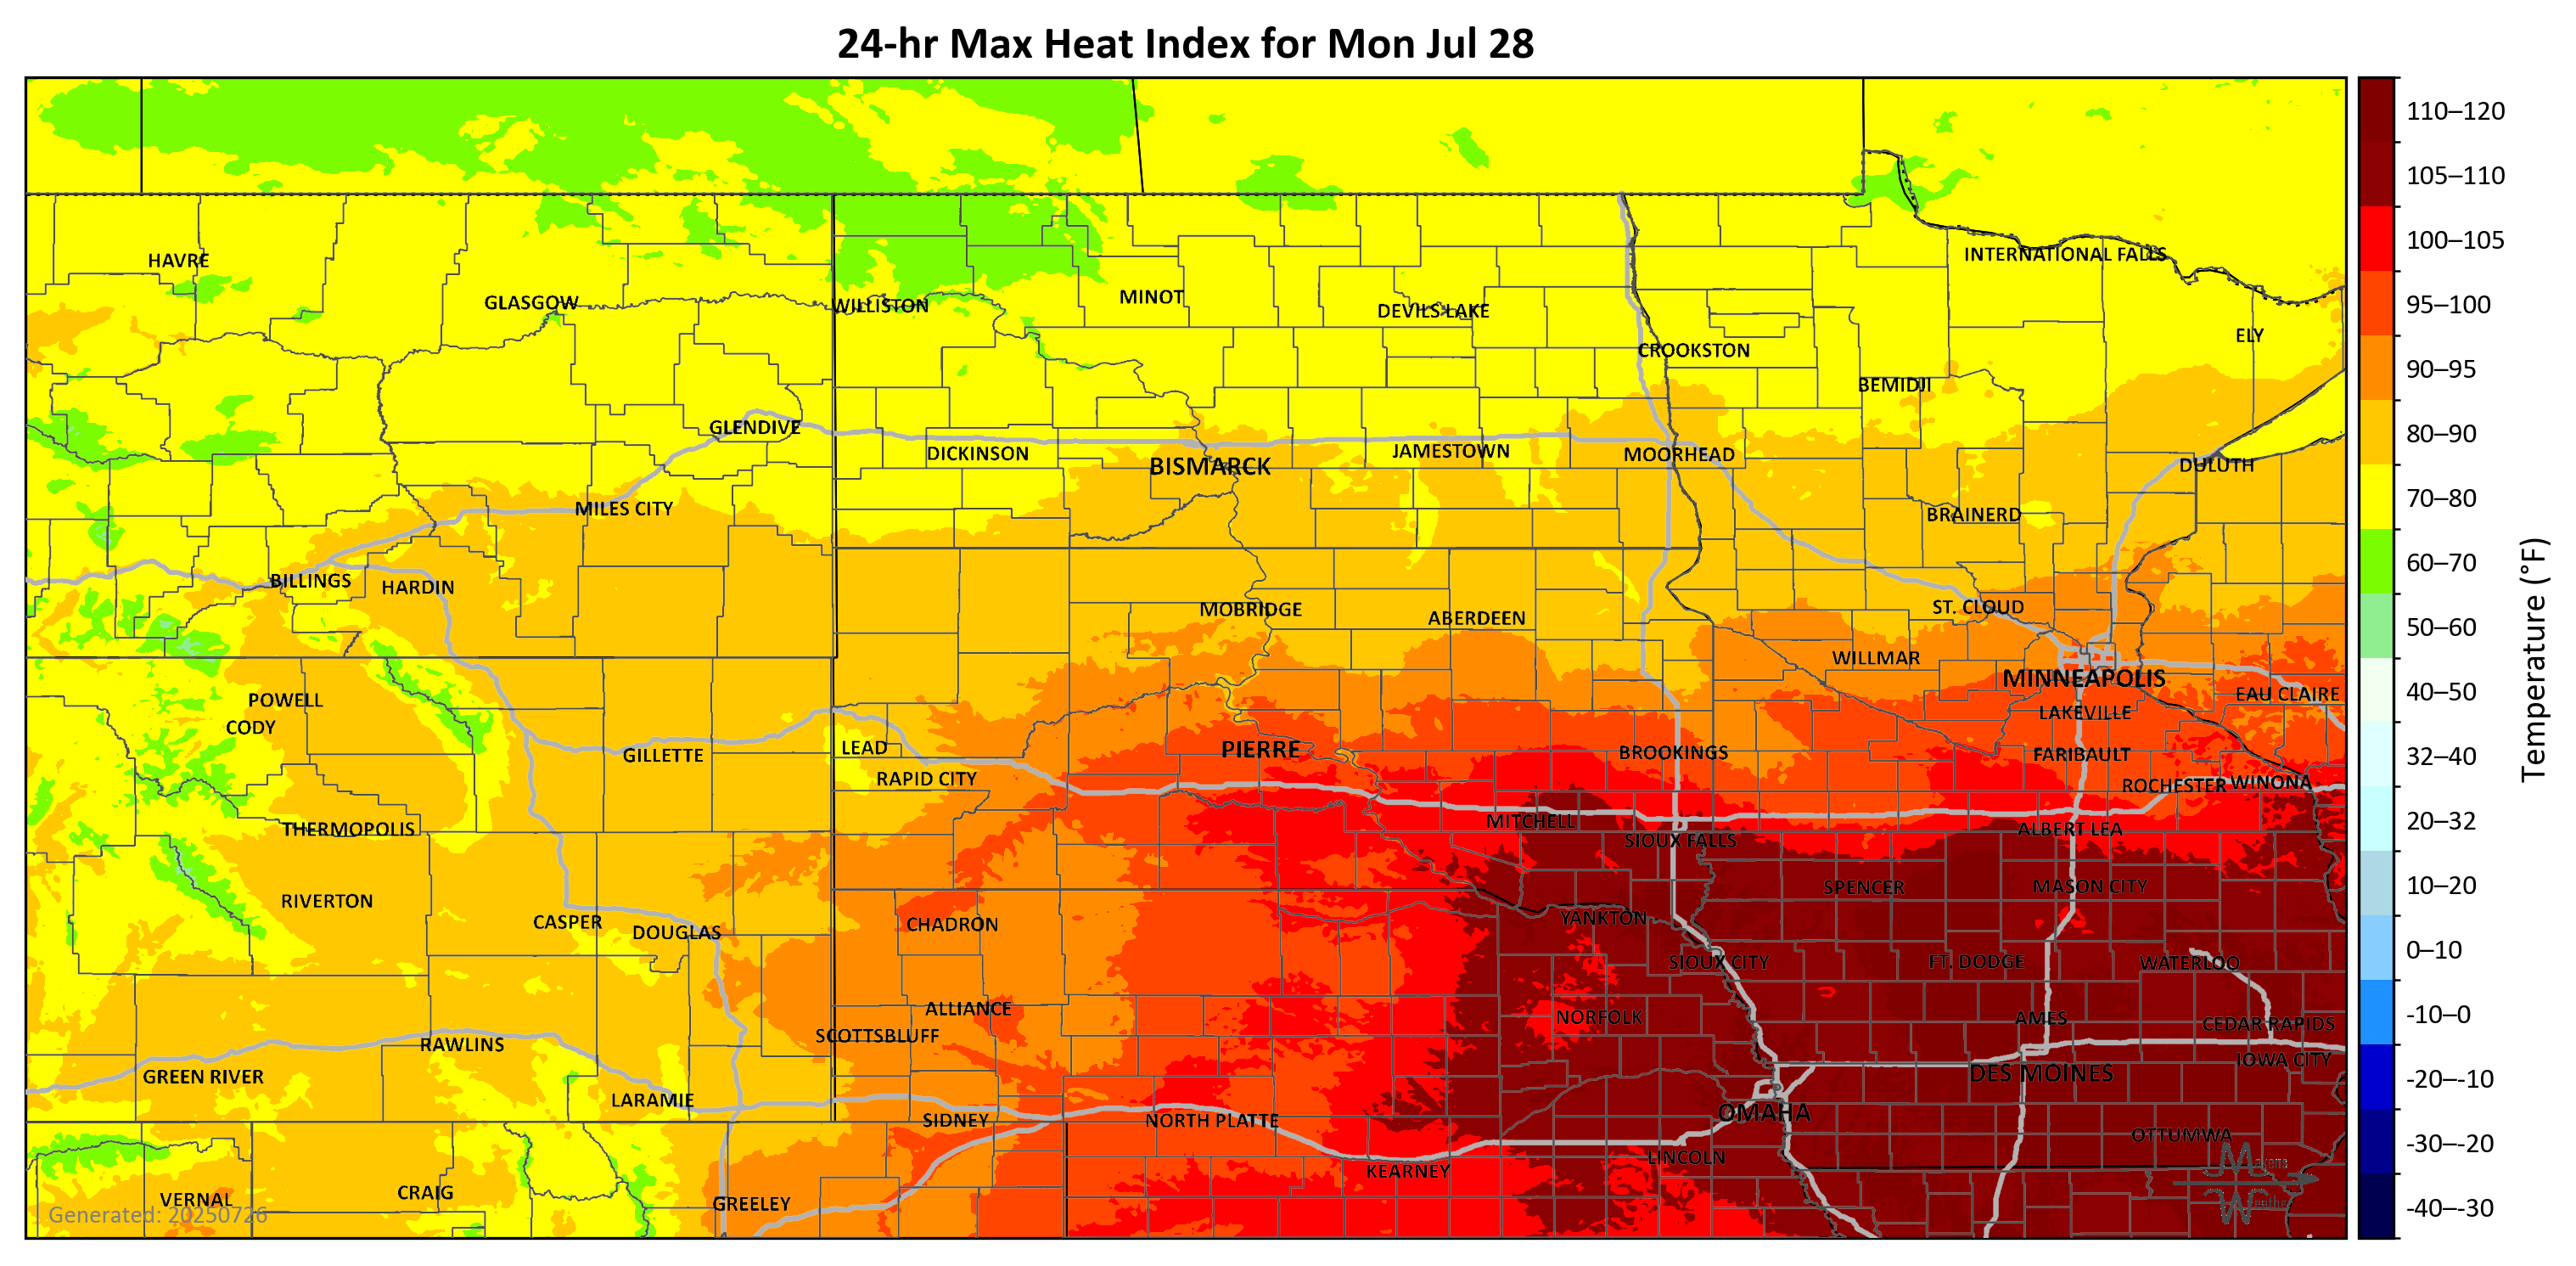 24-hr Max Heat Index for Mon Jul 28
110–120
105–110
100–105
95–100
90–95
80–90
70–80
60–70
50–60
40–50
32–40
20–32
10–20
0–10
-10–0
-20–-10
-30–-20
-40–-30
Temperature (°F)
INTERNATIONAL FALLS
HAVRE
GLASGOW
WILLISTON
MINOT
DEVILS LAKE
ELY
CROOKSTON
BEMIDJI
GLENDIVE
DICKINSON
BISMARCK
JAMESTOWN
MOORHEAD
DULUTH
MILES CITY
BRAINERD
BILLINGS
HARDIN
MOBRIDGE
ABERDEEN
ST. CLOUD
WILLMAR
MINNEAPOLIS
POWELL
EAU CLAIRE
CODY
LAKEVILLE
GILLETTE
LEAD
PIERRE
BROOKINGS
FARIBAULT
RAPID CITY
ROCHESTER
WINONA
THERMOPOLIS
MITCHELL
SIOUX FALLS
ALBERT LEA
RIVERTON
SPENCER
MASON CITY
CASPER
DOUGLAS
CHADRON
YANKTON
SIOUX CITY
FT. DODGE
WATERLOO
ALLIANCE
NORFOLK
AMES
CEDAR RAPIDS
SCOTTSBLUFF
RAWLINS
IOWA CITY
GREEN RIVER
DES MOINES
LARAMIE
SIDNEY
NORTH PLATTE
OMAHA
OTTUMWA
KEARNEY
LINCOLN
VERNAL
CRAIG
GREELEY
Mavens
Weather
Generated: 20250726